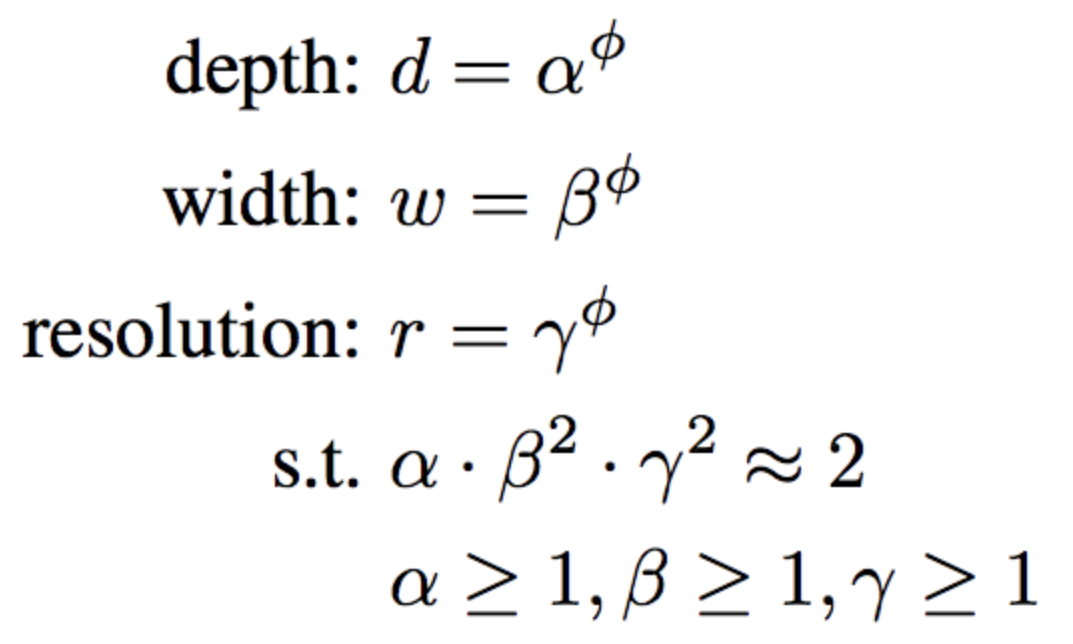 depth: d = α^ϕ
width: w = β^ϕ
resolution: r = γ^ϕ
s.t. α · β² · γ² ≈ 2
α ≥ 1, β ≥ 1, γ ≥ 1